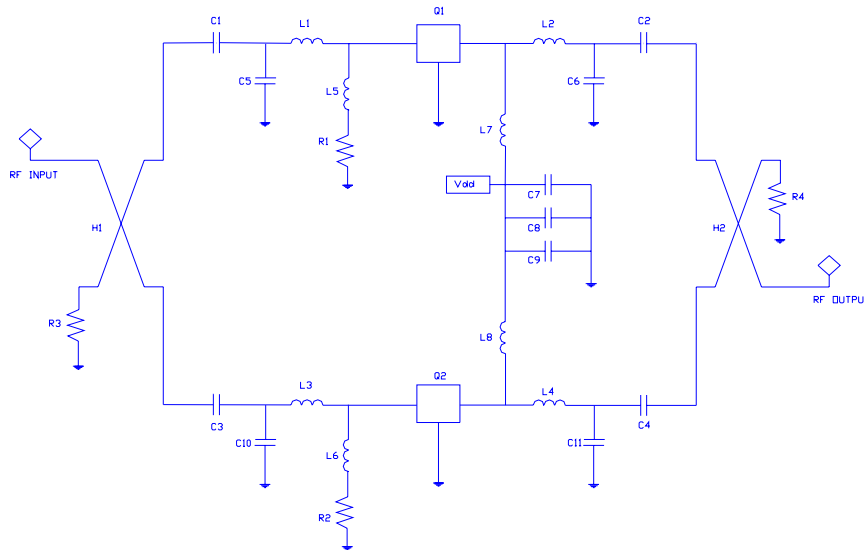 C1
L1
Q1
L2
C2
C5
L5
C6
R1
L7
RF INPUT
Vdd
C7
R4
H1
C8
H2
C9
RF OUTPUT
R3
L8
L3
Q2
L4
C3
C10
L6
C11
C4
R2